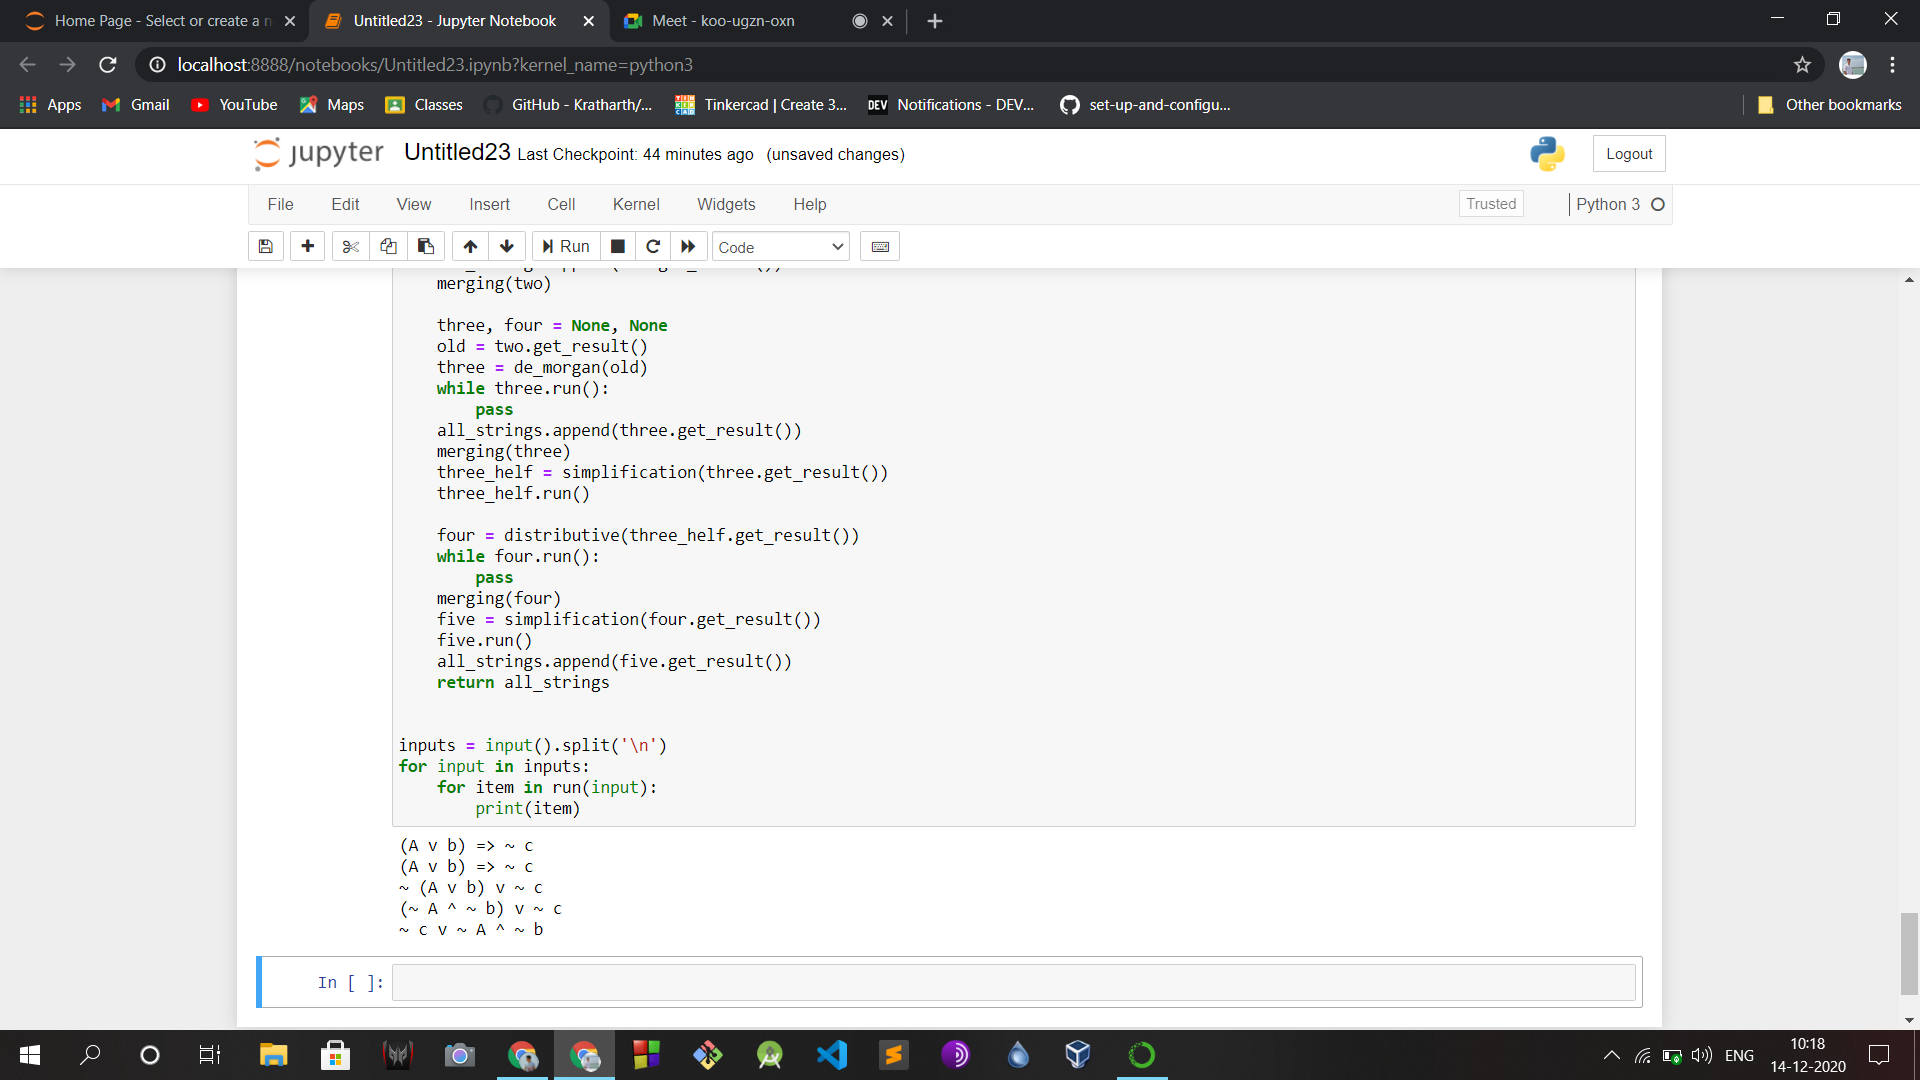 Home Page - Select or create a n
Untitled23 - Jupyter Notebook
Meet - koo-ugzn-oxn
localhost:8888/notebooks/Untitled23.ipynb?kernel_name=python3
Apps
Gmail
YouTube
Maps
Classes
GitHub - Kratharth/...
Tinkercad | Create 3...
DEV
Notifications - DEV...
set-up-and-configu...
Other bookmarks
jupyter
Untitled23
Last Checkpoint: 44 minutes ago
(unsaved changes)
Logout
File
Edit
View
Insert
Cell
Kernel
Widgets
Help
Trusted
Python 3
Run
Code
merging(two)
three, four = None, None
old = two.get_result()
three = de_morgan(old)
while three.run():
pass
all_strings.append(three.get_result())
merging(three)
three_helf = simplification(three.get_result())
three_helf.run()
four = distributive(three_helf.get_result())
while four.run():
pass
merging(four)
five = simplification(four.get_result())
five.run()
all_strings.append(five.get_result())
return all_strings
inputs = input().split('\n')
for input in inputs:
for item in run(input):
print(item)
(A v b) => ~ c
(A v b) => ~ c
~ (A v b) v ~ c
(~ A ^ ~ b) v ~ c
~ c v ~ A ^ ~ b
In [ ]:
ENG
10:18
14-12-2020